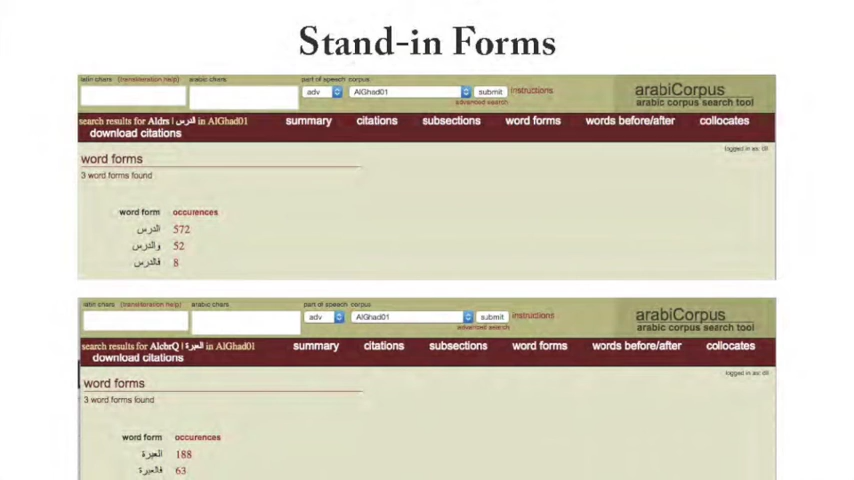 Stand-in Forms
latin chars (transliteration help) arabic chars part of speech corpus
adv AlGhad01 submit instructions
advanced search
arabiCorpus
arabic corpus search tool
search results for Aldrs | الدرس in AlGhad01 summary citations subsections word forms words before/after collocates
download citations
word forms
3 word forms found
word form occurences
الدرس 572
والدرس 52
فالدرس 8
latin chars (transliteration help) arabic chars part of speech corpus
adv AlGhad01 submit instructions
advanced search
arabiCorpus
arabic corpus search tool
search results for AlcbrQ | العبرة in AlGhad01 summary citations subsections word forms words before/after collocates
download citations
word forms
3 word forms found
word form occurences
العبرة 188
فالعبرة 63